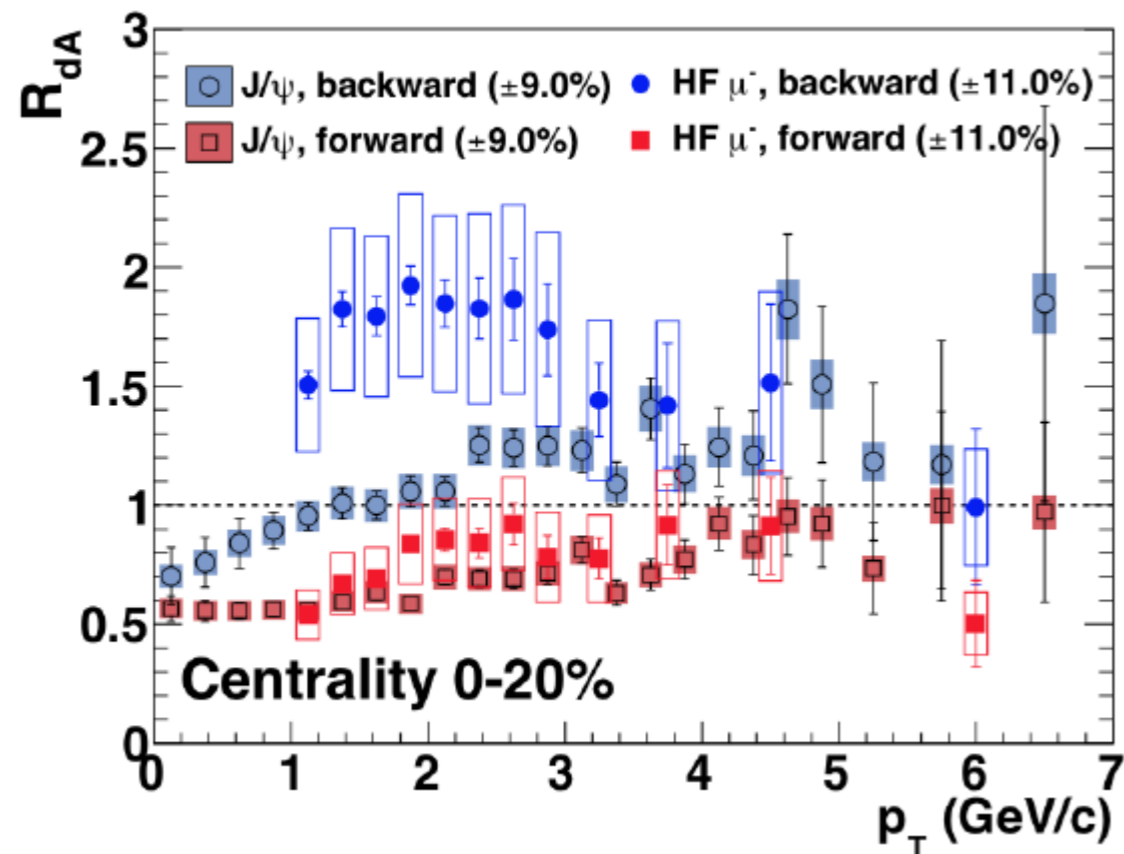 R_dA
3
2.5
2
1.5
1
0.5
0
J/ψ, backward (±9.0%)
HF μ⁻, backward (±11.0%)
J/ψ, forward (±9.0%)
HF μ⁻, forward (±11.0%)
Centrality 0-20%
0 1 2 3 4 5 6 7
p_T (GeV/c)